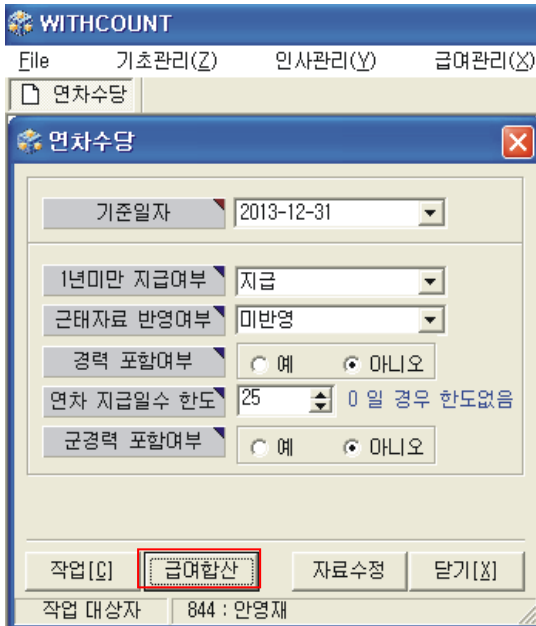 WITHCOUNT
File 기초관리(Z) 인사관리(Y) 급여관리(X)
연차수당
연차수당
기준일자 2013-12-31
1년미만 지급여부 지급
근태자료 반영여부 미반영
경력 포함여부 예 아니오
연차 지급일수 한도 25 0 일 경우 한도없음
군경력 포함여부 예 아니오
작업[C] 급여합산 자료수정 닫기[X]
작업 대상자 844 : 안영재